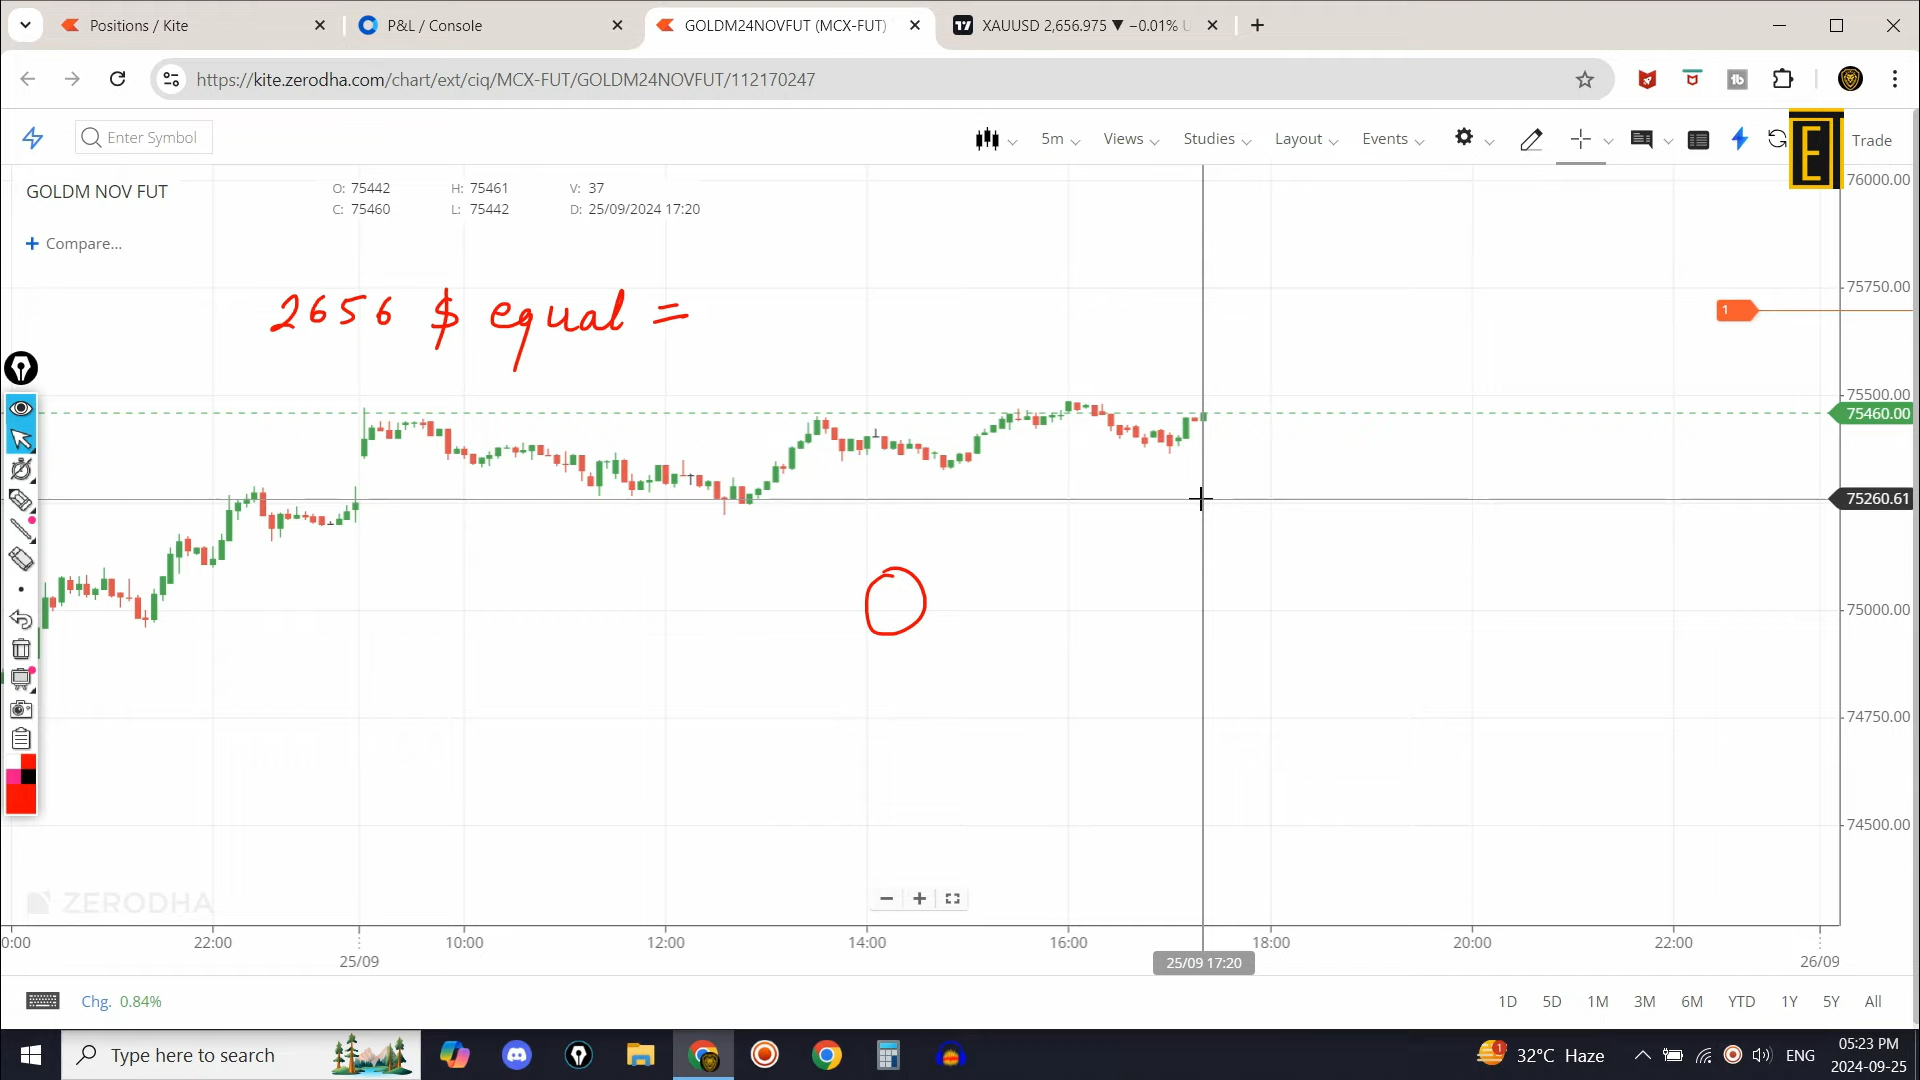 Positions / Kite
P&L / Console
GOLDM24NOVFUT (MCX-FUT)
XAUUSD 2,656.975 ▼ −0.01%
https://kite.zerodha.com/chart/ext/ciq/MCX-FUT/GOLDM24NOVFUT/112170247
Enter Symbol
5m Views Studies Layout Events Trade
E
GOLDM NOV FUT
O: 75442 H: 75461 V: 37
C: 75460 L: 75442 D: 25/09/2024 17:20
+ Compare...
2656 $ equal =
1
76000.00
75750.00
75500.00
75460.00
75260.61
75000.00
74750.00
74500.00
ZERODHA
0:00 22:00 10:00 12:00 14:00 16:00 18:00 20:00 22:00
25/09 25/09 17:20 26/09
Chg. 0.84%
1D 5D 1M 3M 6M YTD 1Y 5Y All
Type here to search
1
32°C Haze
ENG
05:23 PM
2024-09-25